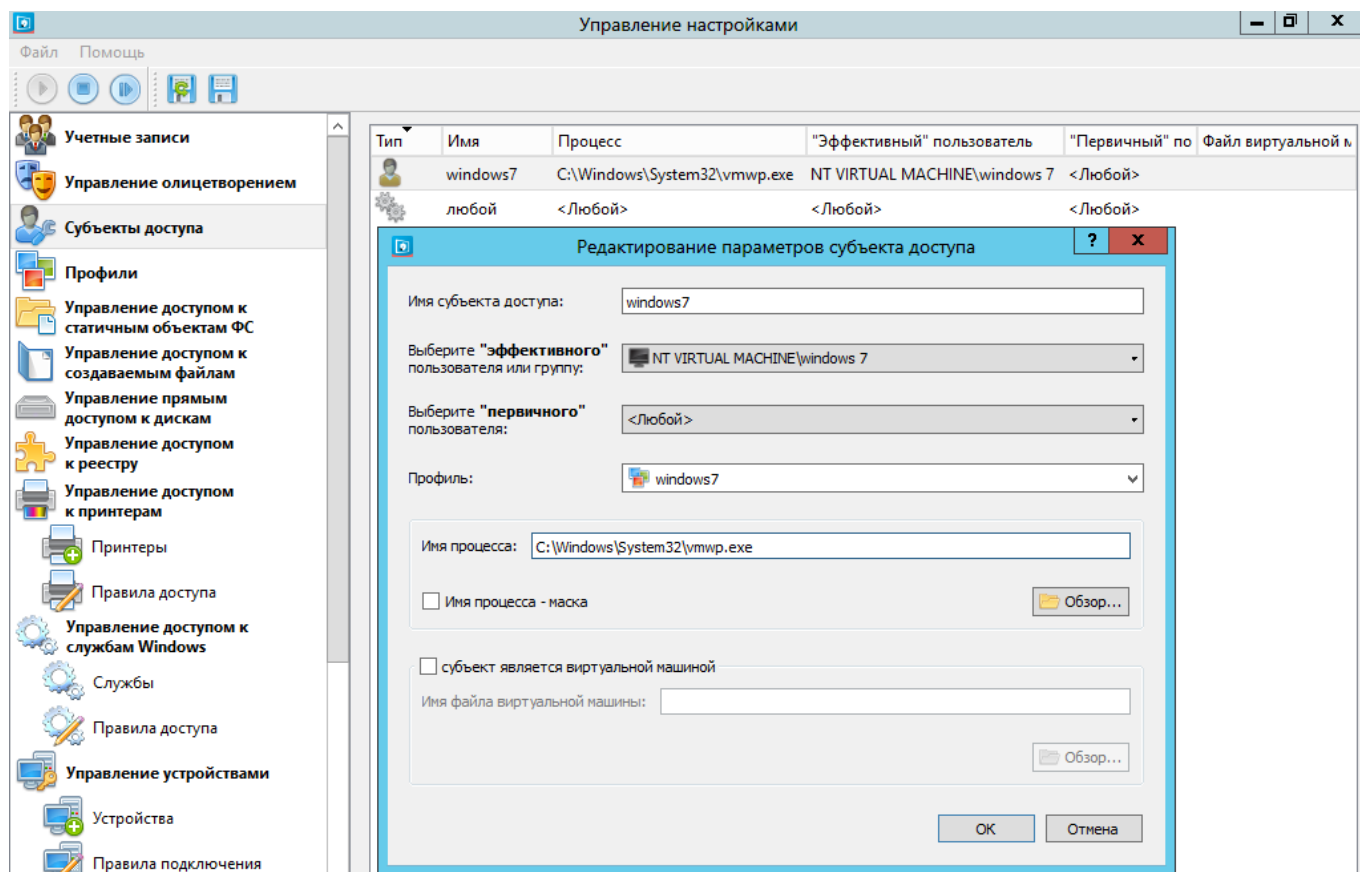 Управление настройками
Файл Помощь
Учетные записи
Управление олицетворением
Субъекты доступа
Профили
Управление доступом к
статичным объектам ФС
Управление доступом к
создаваемым файлам
Управление прямым
доступом к дискам
Управление доступом
к реестру
Управление доступом
к принтерам
Принтеры
Правила доступа
Управление доступом к
службам Windows
Службы
Правила доступа
Управление устройствами
Устройства
Правила подключения
Тип Имя Процесс "Эффективный" пользователь "Первичный" по Файл виртуальной м
windows7 C:\Windows\System32\vmwp.exe NT VIRTUAL MACHINE\windows 7 <Любой>
любой <Любой> <Любой> <Любой>
Редактирование параметров субъекта доступа ? x
Имя субъекта доступа: windows7
Выберите "эффективного"
пользователя или группу: NT VIRTUAL MACHINE\windows 7
Выберите "первичного"
пользователя: <Любой>
Профиль: windows7
Имя процесса: C:\Windows\System32\vmwp.exe
Имя процесса - маска Обзор...
субъект является виртуальной машиной
Имя файла виртуальной машины:
Обзор...
OK Отмена